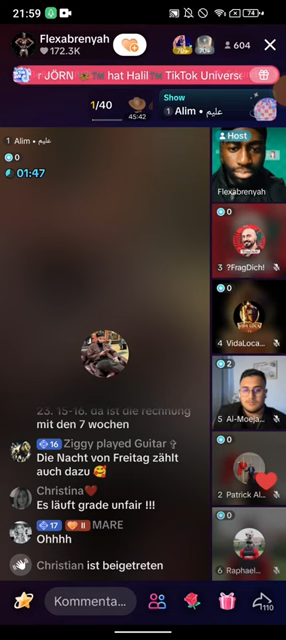 21:59
74
Flexabrenyah
172.3K
604
r JÖRN hat Halil TikTok Univers
1/40
45:42
Show
1 Alim • عليم
1 Alim • عليم
0
01:47
Host
Flexabrenyah
0
3 ?FragDich!
0
4 VidaLoca...
2
5 Al-Moeja...
0
2 Patrick Al...
0
6 Raphael...
23. 15-16. da ist die rechnung
mit den 7 wochen
16 Ziggy played Guitar
Die Nacht von Freitag zählt
auch dazu 🥰
Christina❤️
Es läuft grade unfair !!!
17 II MARE
Ohhhh
Christian ist beigetreten
Kommenta...
110